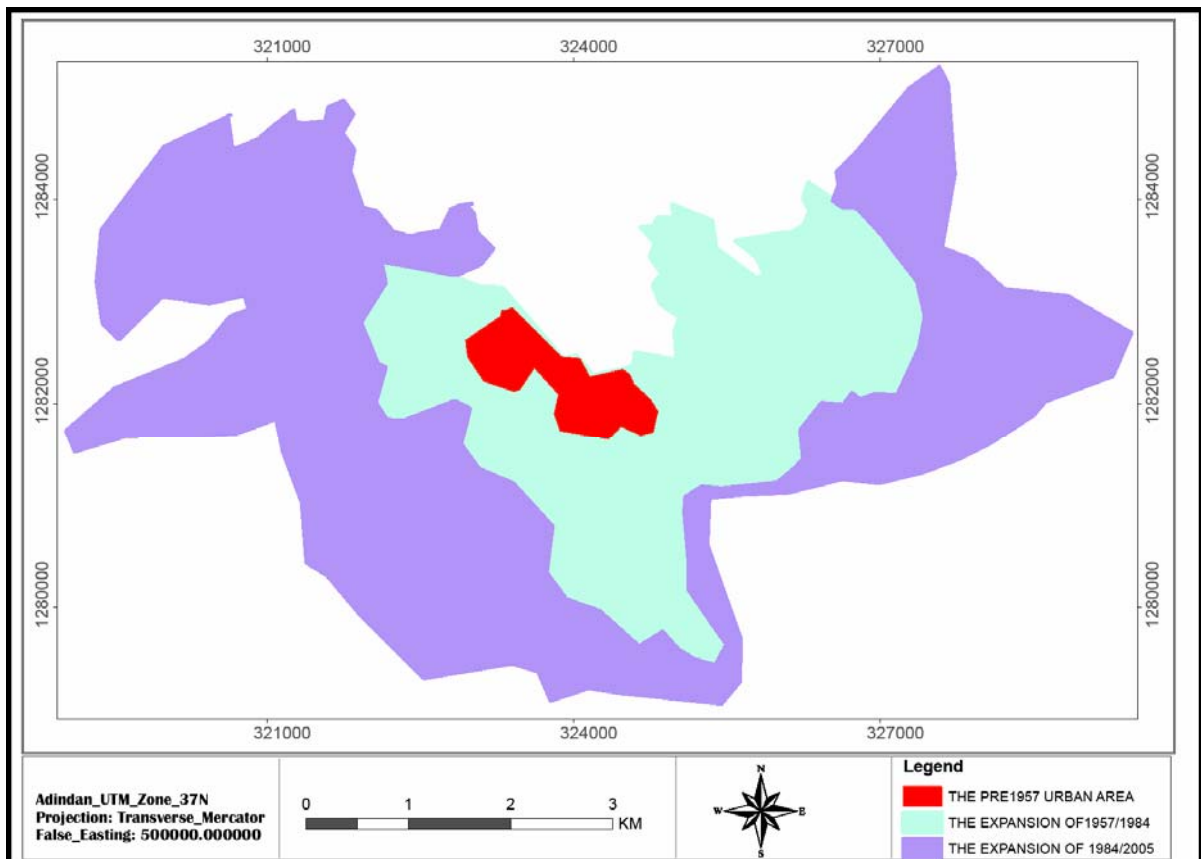 321000 324000 327000
1284000 1284000
1282000 1282000
1280000 1280000
321000 324000 327000
Adindan_UTM_Zone_37N
Projection: Transverse_Mercator
False_Easting: 500000.000000
0 1 2 3
KM
N
W E
S
Legend
THE PRE1957 URBAN AREA
THE EXPANSION OF1957/1984
THE EXPANSION OF 1984/2005